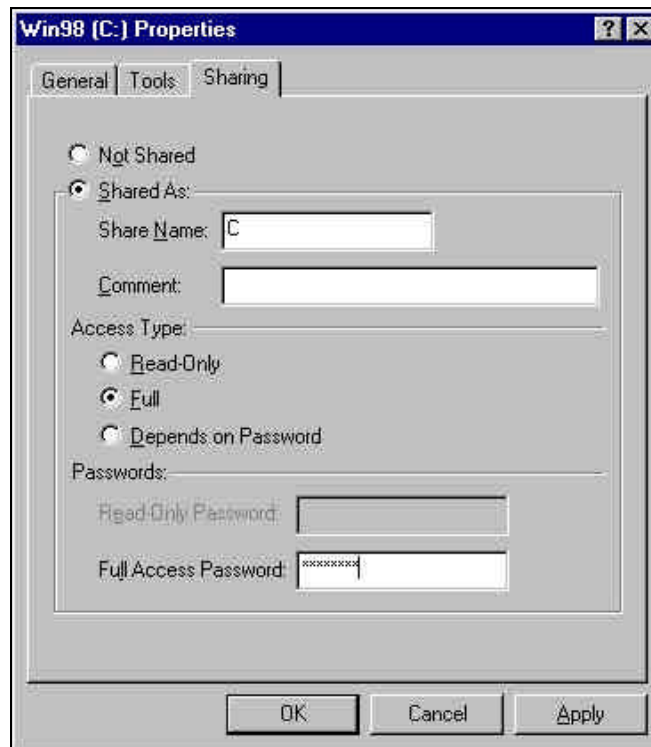 Win98 (C:) Properties
General Tools Sharing
Not Shared
Shared As:
Share Name: C
Comment:
Access Type:
Read-Only
Full
Depends on Password
Passwords:
Read-Only Password:
Full Access Password: ********
OK Cancel Apply